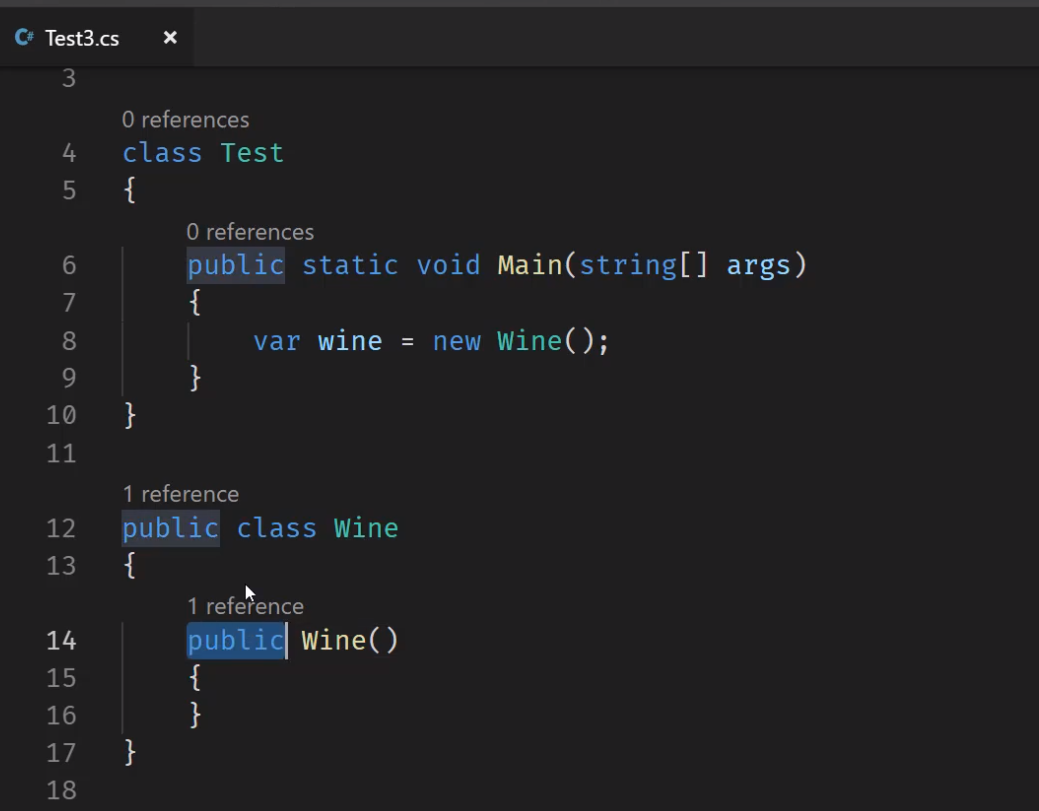 C# Test3.cs ×
3
0 references
4 class Test
5 {
0 references
6 public static void Main(string[] args)
7 {
8 var wine = new Wine();
9 }
10 }
11
1 reference
12 public class Wine
13 {
1 reference
14 public Wine()
15 {
16 }
17 }
18